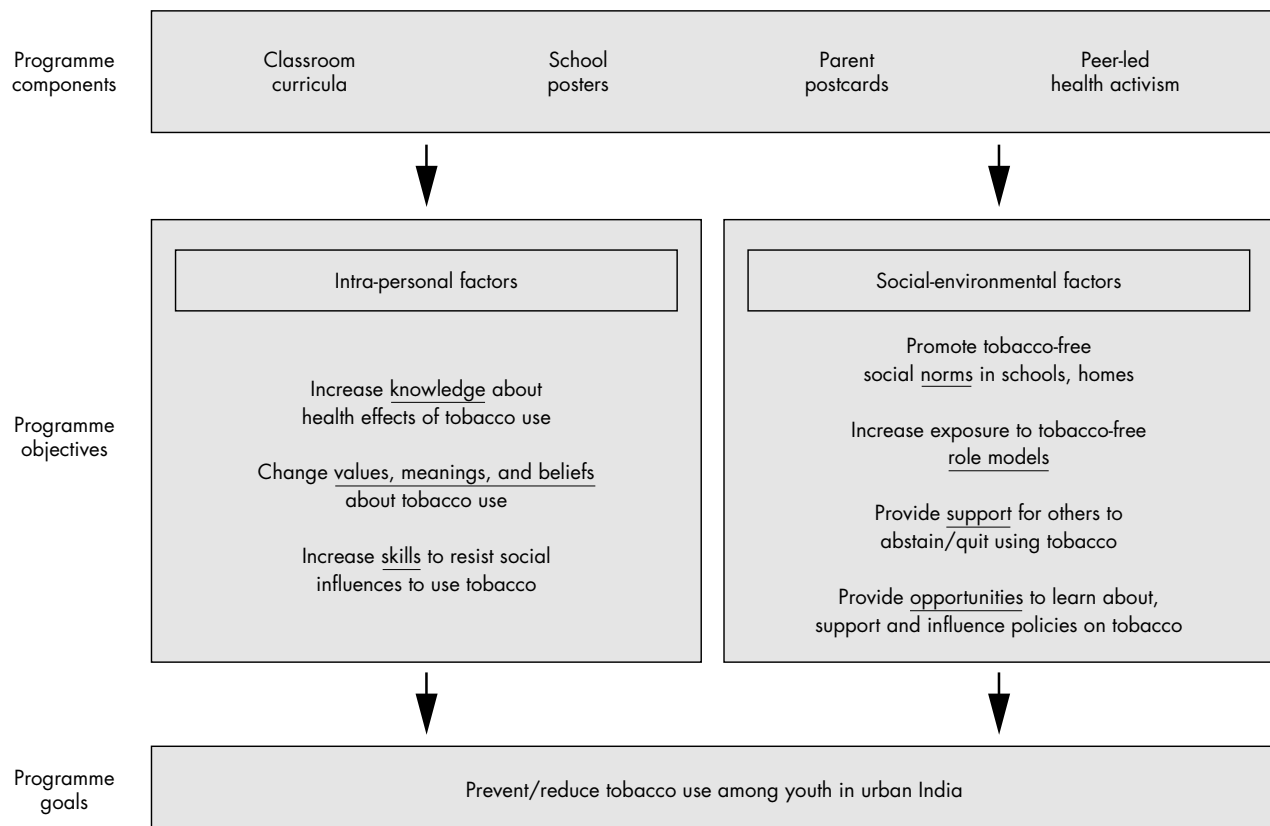 Programme
components
Classroom
curricula
School
posters
Parent
postcards
Peer-led
health activism
Programme
objectives
Intra-personal factors
Increase knowledge about
health effects of tobacco use
Change values, meanings, and beliefs
about tobacco use
Increase skills to resist social
influences to use tobacco
Social-environmental factors
Promote tobacco-free
social norms in schools, homes
Increase exposure to tobacco-free
role models
Provide support for others to
abstain/quit using tobacco
Provide opportunities to learn about,
support and influence policies on tobacco
Programme
goals
Prevent/reduce tobacco use among youth in urban India